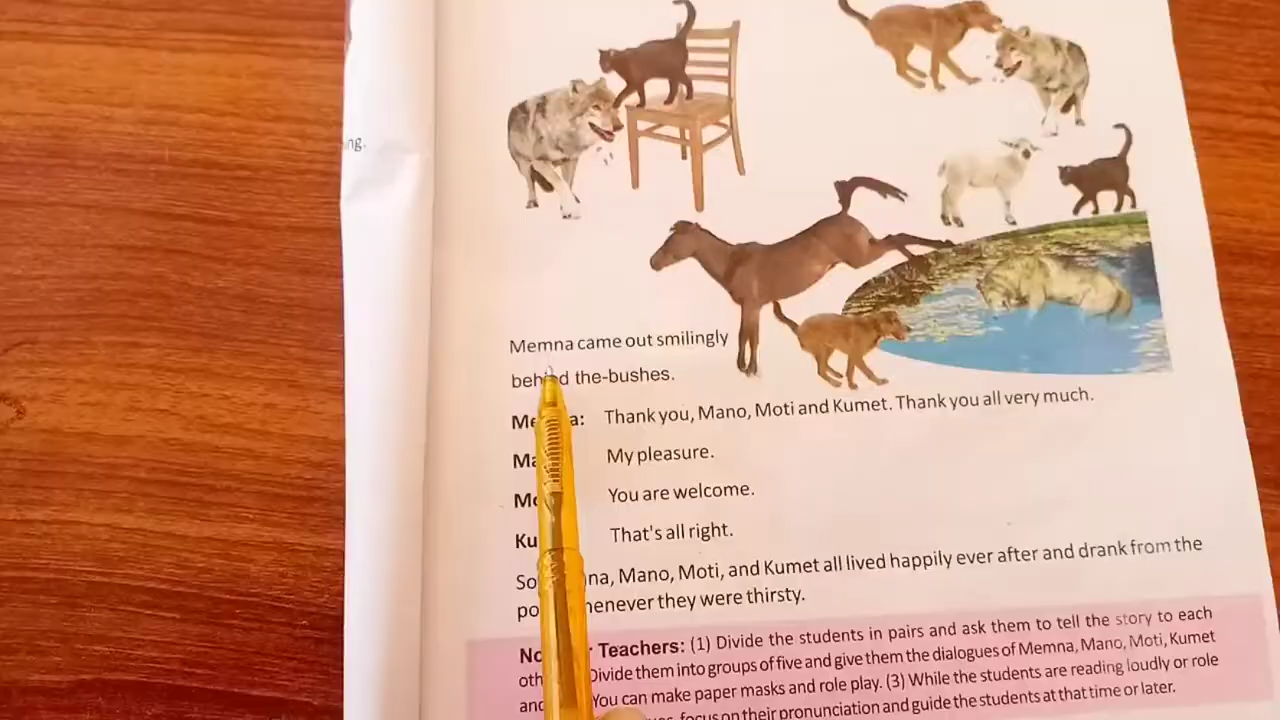 ng.
Memna came out smilingly
behind the-bushes.
Thank you, Mano, Moti and Kumet. Thank you all very much.
My pleasure.
You are welcome.
That's all right.
So na, Mano, Moti, and Kumet all lived happily ever after and drank from the
whenever they were thirsty.
Teachers: (1) Divide the students in pairs and ask them to tell the story to each
Divide them into groups of five and give them the dialogues of Memna, Mano, Moti, Kumet
You can make paper masks and role play. (3) While the students are reading loudly or role
focus on their pronunciation and guide the students at that time or later.